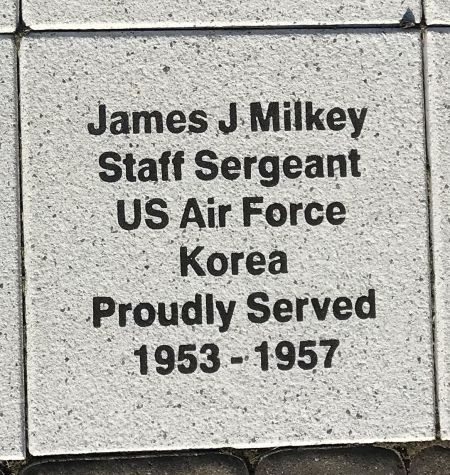 James J Milkey
Staff Sergeant
US Air Force
Korea
Proudly Served
1953 - 1957